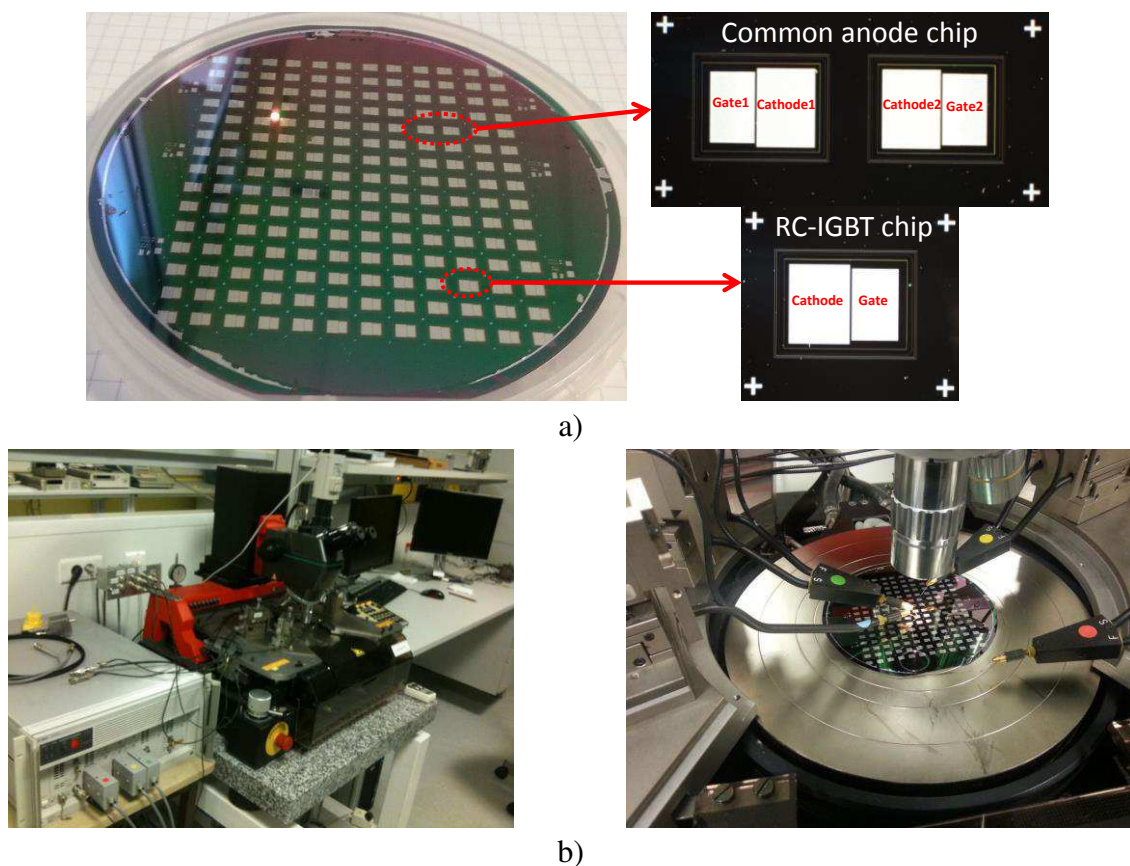 Common anode chip
Gate1
Cathode1
Cathode2
Gate2
RC-IGBT chip
Cathode
Gate
a)
F
S
F
S
S
F
b)